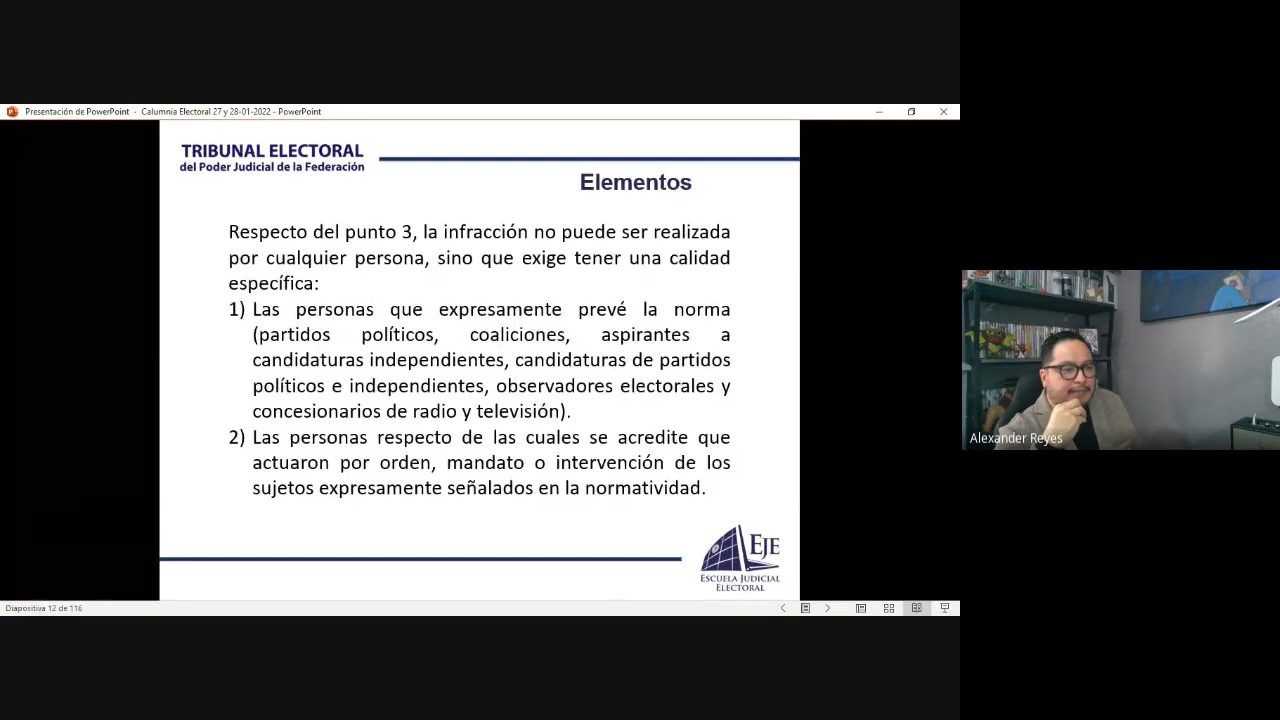 Presentación de PowerPoint - Calumnia Electoral 27 y 28-01-2022 - PowerPoint
TRIBUNAL ELECTORAL
del Poder Judicial de la Federación
Elementos
Respecto del punto 3, la infracción no puede ser realizada
por cualquier persona, sino que exige tener una calidad
específica:
1) Las personas que expresamente prevé la norma
(partidos políticos, coaliciones, aspirantes a
candidaturas independientes, candidaturas de partidos
políticos e independientes, observadores electorales y
concesionarios de radio y televisión).
2) Las personas respecto de las cuales se acredite que
actuaron por orden, mandato o intervención de los
sujetos expresamente señalados en la normatividad.
EJE
ESCUELA JUDICIAL
ELECTORAL
Diapositiva 12 de 116
Alexander Reyes